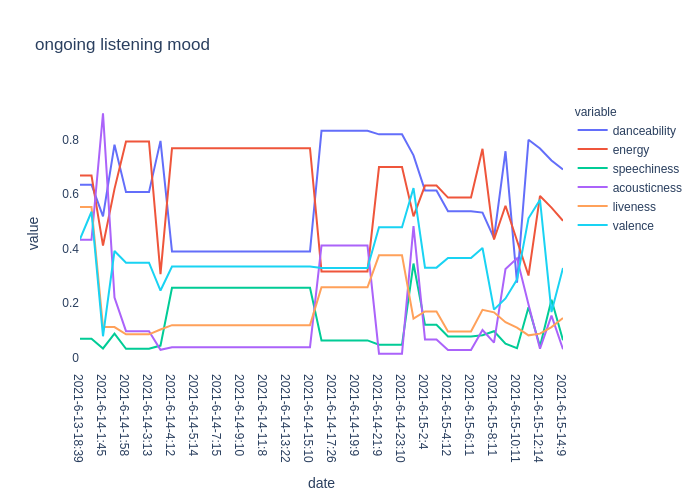 ongoing listening mood
variable
danceability
energy
speechiness
acousticness
liveness
valence
value
0.8
0.6
0.4
0.2
0
2021-6-13-18:39
2021-6-14-1:45
2021-6-14-1:58
2021-6-14-3:13
2021-6-14-4:12
2021-6-14-5:14
2021-6-14-7:15
2021-6-14-9:10
2021-6-14-11:8
2021-6-14-13:22
2021-6-14-15:10
2021-6-14-17:26
2021-6-14-19:9
2021-6-14-21:9
2021-6-14-23:10
2021-6-15-2:4
2021-6-15-4:12
2021-6-15-6:11
2021-6-15-8:11
2021-6-15-10:11
2021-6-15-12:14
2021-6-15-14:9
date